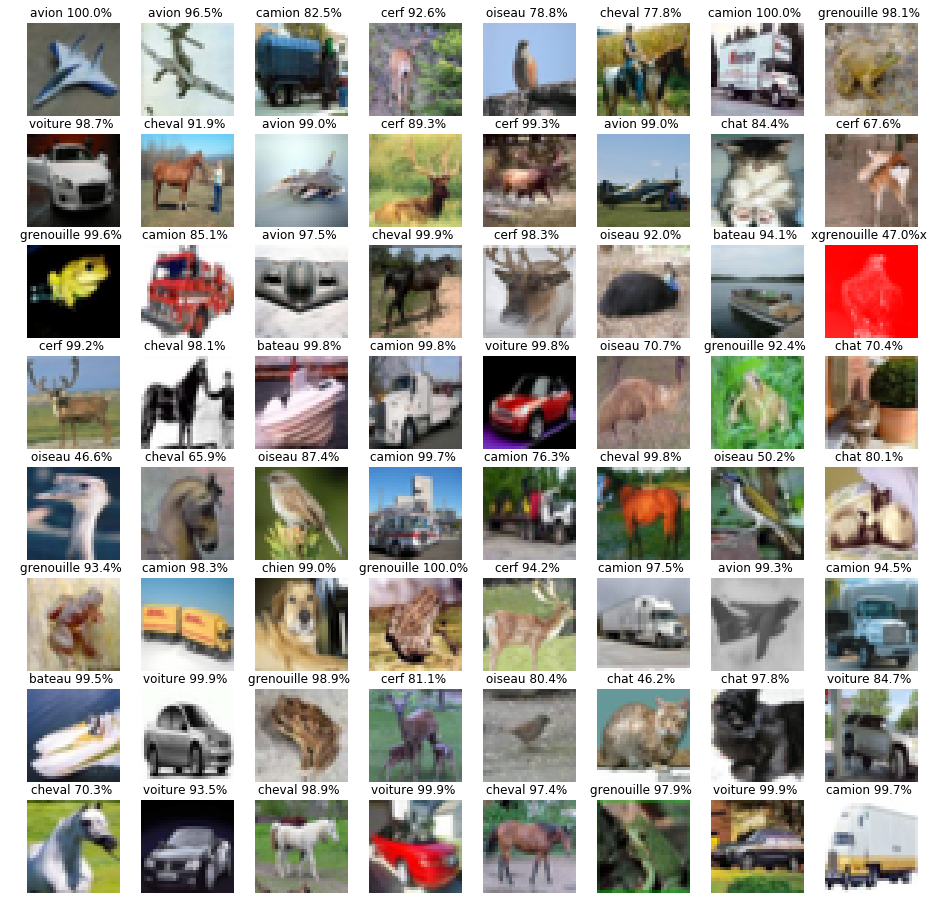 avion 100.0% avion 96.5% camion 82.5% cerf 92.6% oiseau 78.8% cheval 77.8% camion 100.0% grenouille 98.1%
voiture 98.7% cheval 91.9% avion 99.0% cerf 89.3% cerf 99.3% avion 99.0% chat 84.4% cerf 67.6%
grenouille 99.6% camion 85.1% avion 97.5% cheval 99.9% cerf 98.3% oiseau 92.0% bateau 94.1% xgrenouille 47.0%x
cerf 99.2% cheval 98.1% bateau 99.8% camion 99.8% voiture 99.8% oiseau 70.7% grenouille 92.4% chat 70.4%
oiseau 46.6% cheval 65.9% oiseau 87.4% camion 99.7% camion 76.3% cheval 99.8% oiseau 50.2% chat 80.1%
grenouille 93.4% camion 98.3% chien 99.0% grenouille 100.0% cerf 94.2% camion 97.5% avion 99.3% camion 94.5%
bateau 99.5% voiture 99.9% grenouille 98.9% cerf 81.1% oiseau 80.4% chat 46.2% chat 97.8% voiture 84.7%
cheval 70.3% voiture 93.5% cheval 98.9% voiture 99.9% cheval 97.4% grenouille 97.9% voiture 99.9% camion 99.7%